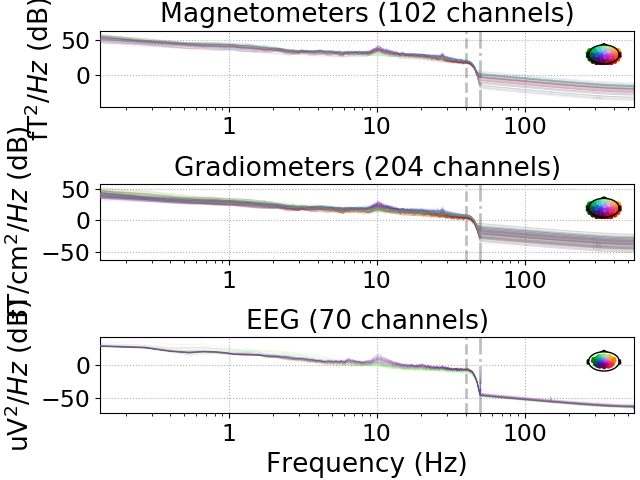 Magnetometers (102 channels)
fT²/Hz (dB)
50
0
1
10
100
Gradiometers (204 channels)
fT/cm²/Hz (dB)
50
0
−50
1
10
100
EEG (70 channels)
uV²/Hz (dB)
0
−50
1
10
100
Frequency (Hz)